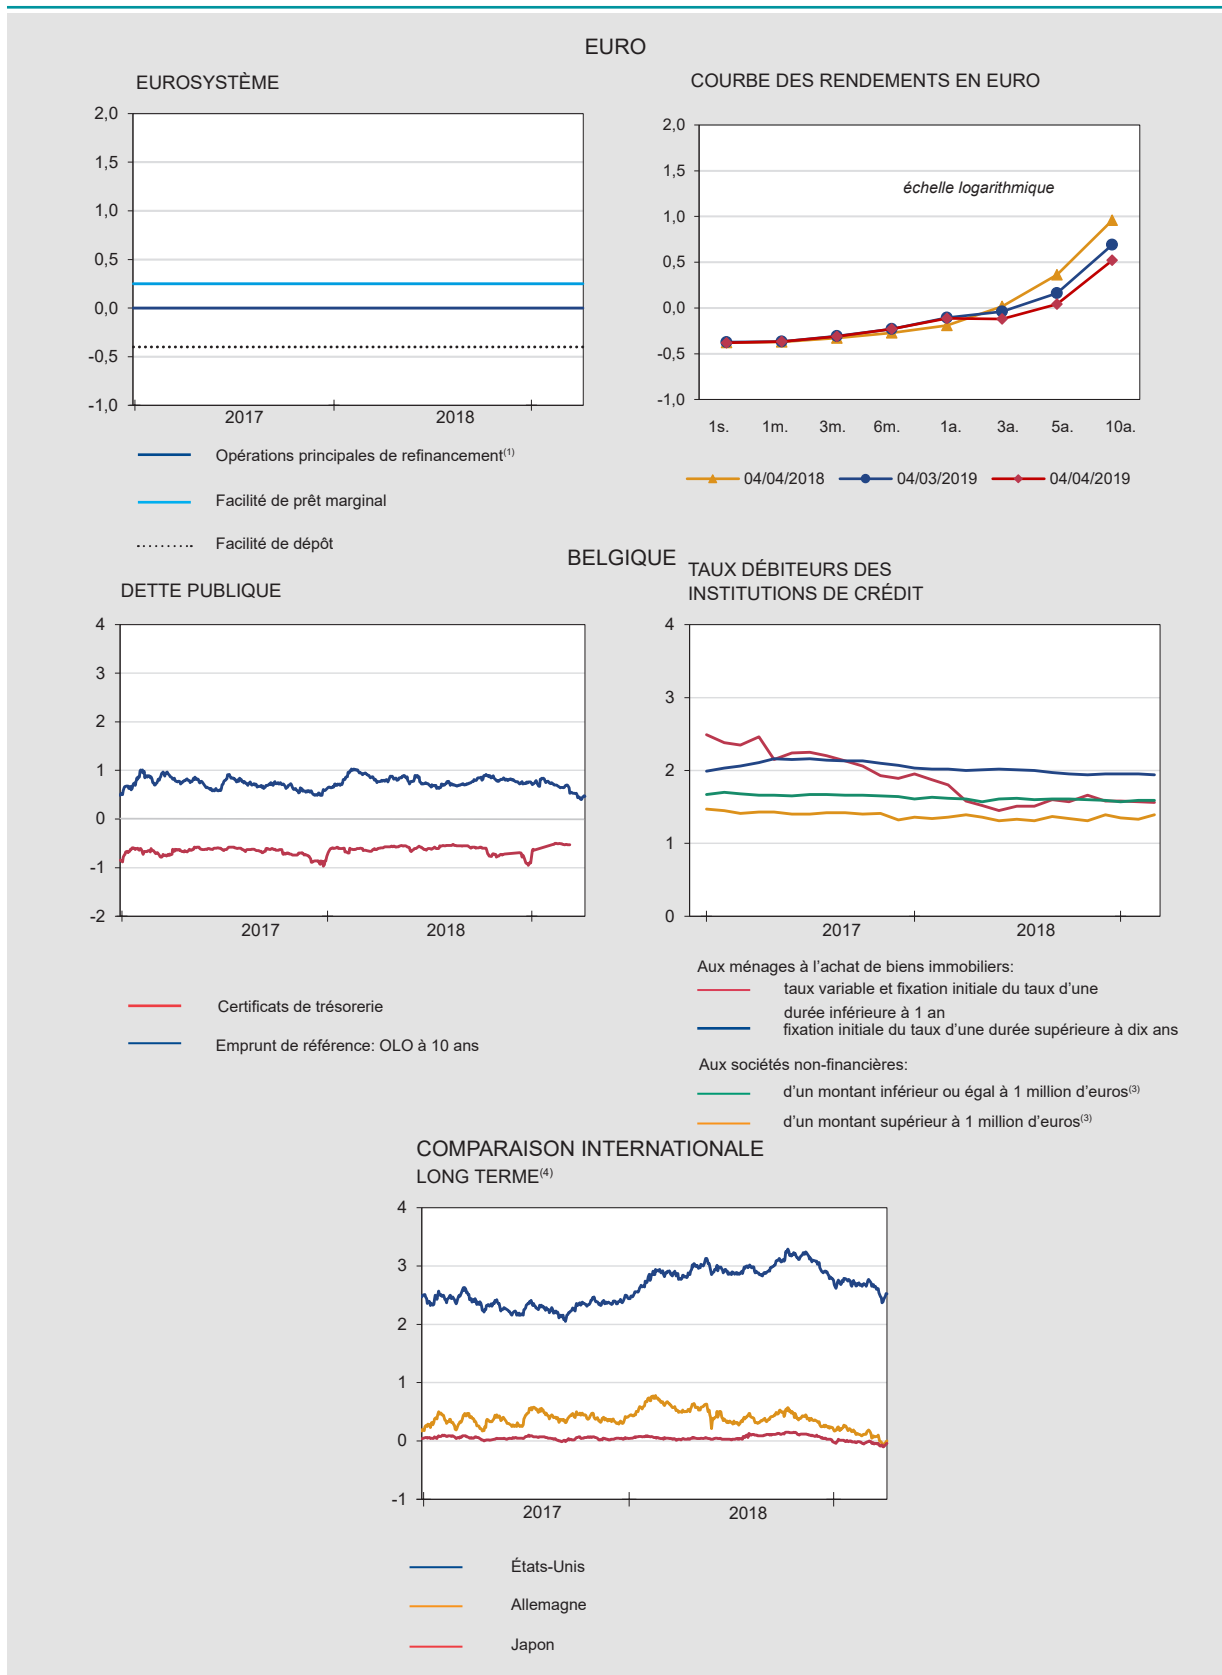 EURO
EUROSYSTÈME
2,0
1,5
1,0
0,5
0,0
-0,5
-1,0
2017 2018
Opérations principales de refinancement(1)
Facilité de prêt marginal
Facilité de dépôt
COURBE DES RENDEMENTS EN EURO
2,0
1,5
1,0
0,5
0,0
-0,5
-1,0
échelle logarithmique
1s. 1m. 3m. 6m. 1a. 3a. 5a. 10a.
04/04/2018 04/03/2019 04/04/2019
BELGIQUE
DETTE PUBLIQUE
4
3
2
1
0
-1
-2
2017 2018
Certificats de trésorerie
Emprunt de référence: OLO à 10 ans
TAUX DÉBITEURS DES
INSTITUTIONS DE CRÉDIT
4
3
2
1
0
2017 2018
Aux ménages à l’achat de biens immobiliers:
taux variable et fixation initiale du taux d’une
durée inférieure à 1 an
fixation initiale du taux d’une durée supérieure à dix ans
Aux sociétés non-financières:
d’un montant inférieur ou égal à 1 million d’euros(3)
d’un montant supérieur à 1 million d’euros(3)
COMPARAISON INTERNATIONALE
LONG TERME(4)
4
3
2
1
0
-1
2017 2018
États-Unis
Allemagne
Japon